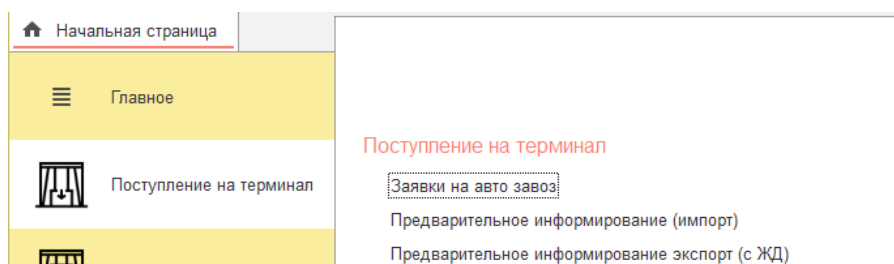 Начальная страница
Главное
Поступление на терминал
Поступление на терминал
Заявки на авто завоз
Предварительное информирование (импорт)
Предварительное информирование экспорт (с ЖД)